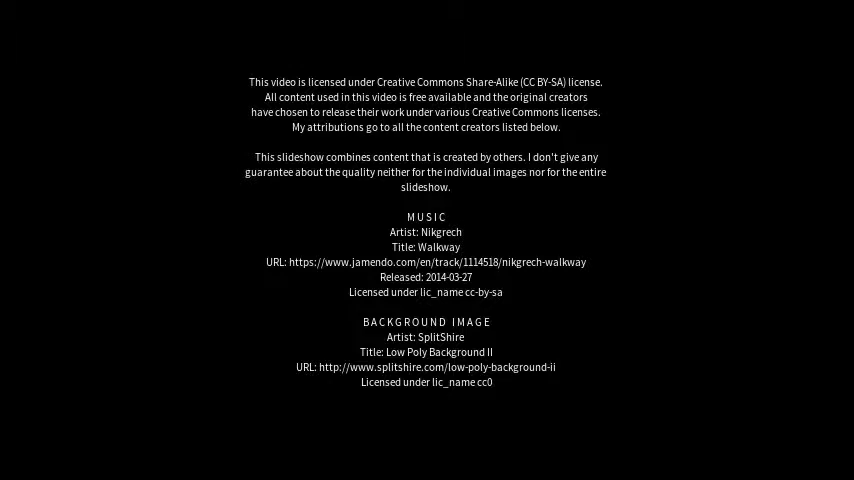 This video is licensed under Creative Commons Share-Alike (CC BY-SA) license.
All content used in this video is free available and the original creators
have chosen to release their work under various Creative Commons licenses.
My attributions go to all the content creators listed below.
This slideshow combines content that is created by others. I don't give any
guarantee about the quality neither for the individual images nor for the entire
slideshow.
MUSIC
Artist: Nikgrech
Title: Walkway
URL: https://www.jamendo.com/en/track/1114518/nikgrech-walkway
Released: 2014-03-27
Licensed under lic_name cc-by-sa
BACKGROUND IMAGE
Artist: SplitShire
Title: Low Poly Background II
URL: http://www.splitshire.com/low-poly-background-ii
Licensed under lic_name cc0